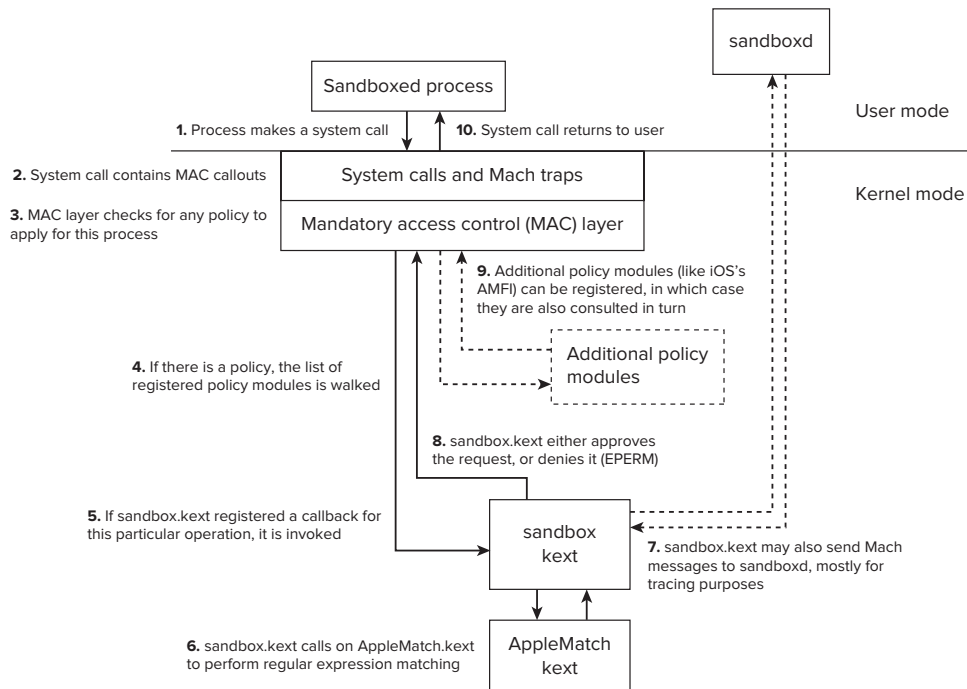 sandboxd
Sandboxed process
User mode
1. Process makes a system call
10. System call returns to user
2. System call contains MAC callouts
System calls and Mach traps
Kernel mode
3. MAC layer checks for any policy to
apply for this process
Mandatory access control (MAC) layer
9. Additional policy modules (like iOS's
AMFI) can be registered, in which case
they are also consulted in turn
4. If there is a policy, the list of
registered policy modules is walked
Additional policy
modules
8. sandbox.kext either approves
the request, or denies it (EPERM)
5. If sandbox.kext registered a callback for
this particular operation, it is invoked
sandbox
kext
7. sandbox.kext may also send Mach
messages to sandboxd, mostly for
tracing purposes
6. sandbox.kext calls on AppleMatch.kext
to perform regular expression matching
AppleMatch
kext